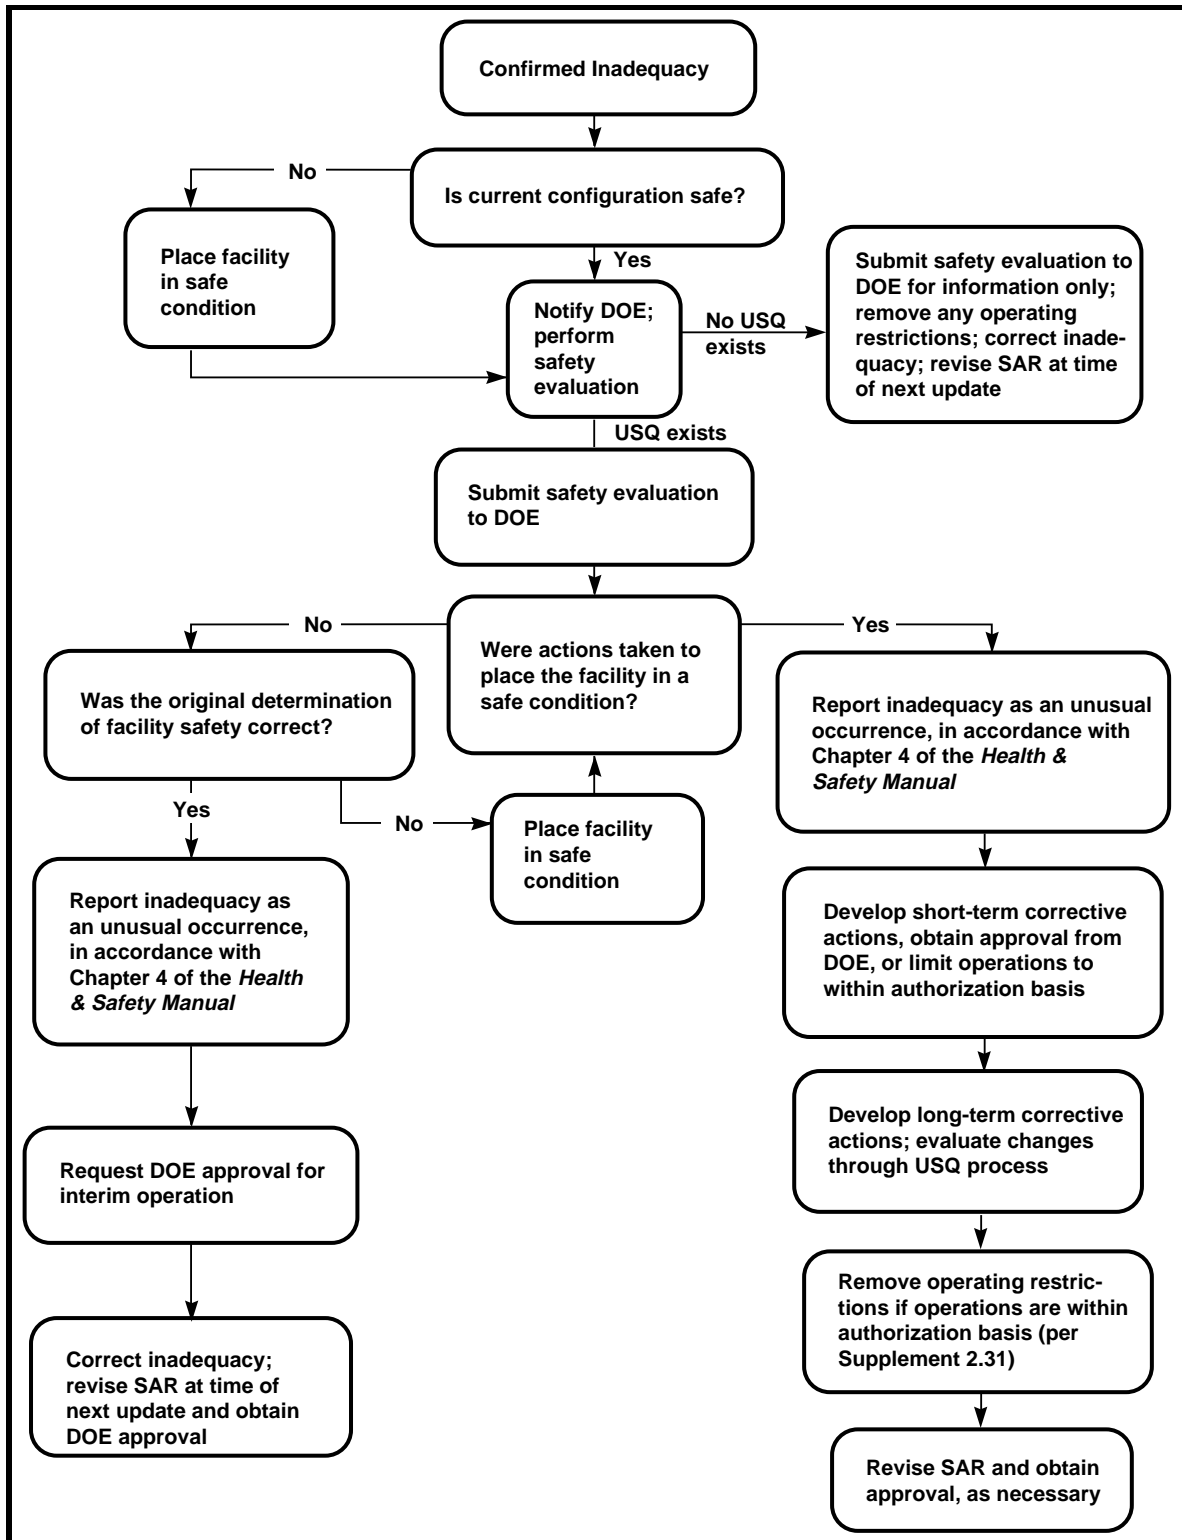 Confirmed Inadequacy
No
Is current configuration safe?
Place facility
in safe
condition
Yes
Notify DOE;
perform
safety
evaluation
No USQ
exists
Submit safety evaluation to
DOE for information only;
remove any operating
restrictions; correct inade-
quacy; revise SAR at time
of next update
USQ exists
Submit safety evaluation
to DOE
No
Were actions taken to
place the facility in a
safe condition?
Yes
Was the original determination
of facility safety correct?
Report inadequacy as an unusual
occurrence, in accordance with
Chapter 4 of the Health &
Safety Manual
Yes
No
Place facility
in safe
condition
Report inadequacy as
an unusual occurrence,
in accordance with
Chapter 4 of the Health
& Safety Manual
Develop short-term corrective
actions, obtain approval from
DOE, or limit operations to
within authorization basis
Develop long-term corrective
actions; evaluate changes
through USQ process
Request DOE approval for
interim operation
Remove operating restric-
tions if operations are within
authorization basis (per
Supplement 2.31)
Correct inadequacy;
revise SAR at time of
next update and obtain
DOE approval
Revise SAR and obtain
approval, as necessary